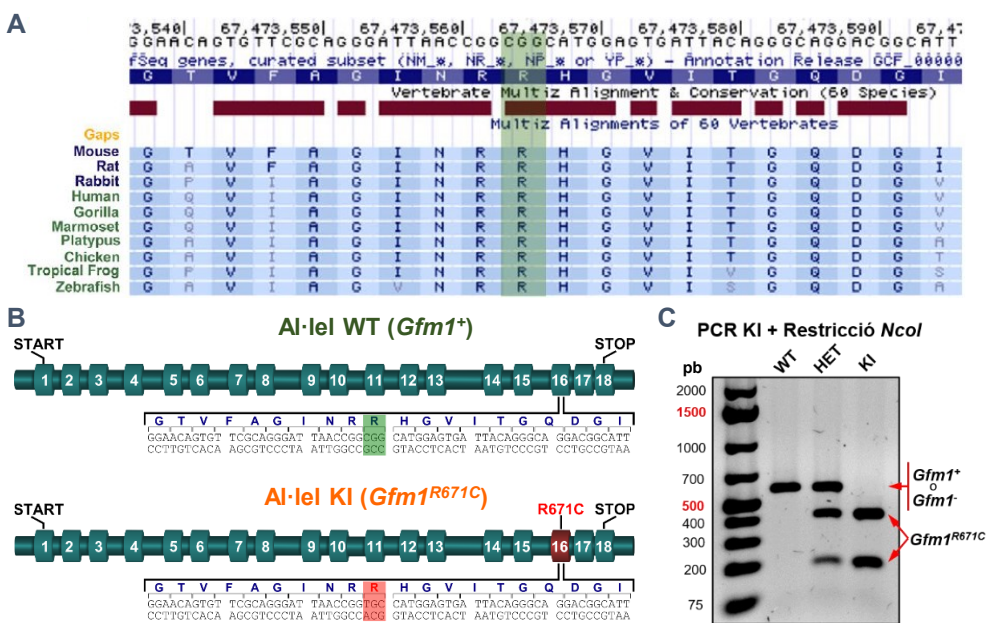 A
3,540| 67,473,550| 67,473,560| 67,473,570| 67,473,580| 67,473,590| 67,47
GGAACAGTGTTCGCAGGGATTAACCGGCGGCATGGAGTGATTACAGGGCAGGACGGCATT
fSeq genes, curated subset (NM_*, NR_*, NP_* or YP_*) - Annotation Release GCF_00000
G T V F A G I N R R H G V I T G Q D G I
Vertebrate Multiz Alignment & Conservation (60 Species)
Multiz Alignments of 60 Vertebrates
Gaps
Mouse G T V F A G I N R R H G V I T G Q D G I
Rat G A V F A G I N R R H G V I T G Q D G I
Rabbit G P V I A G I N R R H G V I T G Q D G V
Human G Q V I A G I N R R H G V I T G Q D G V
Gorilla G Q V I A G I N R R H G V I T G Q D G V
Marmoset G Q V I A G I N R R H G V I T G Q D G V
Platypus G A V I A G I N R R H G V I T G Q D G A
Chicken G A V I A G I N R R H G V I T G Q D G T
Tropical Frog G P V I A G I N R R H G V I V G Q D G S
Zebrafish G A V I A G V N R R H G V I S G Q D G A
B
Al·lel WT (Gfm1+)
START STOP
1 2 3 4 5 6 7 8 9 10 11 12 13 14 15 16 17 18
G T V F A G I N R R H G V I T G Q D G I
GGAACAGTGT TCGCAGGGAT TAACCGGCGG CATGGAGTGA TTACAGGGCA GGACGGCATT
CCTTGTCACA AGCGTCCCTA ATTGGCCGCC GTACCTCACT AATGTCCCGT CCTGCCGTAA
Al·lel KI (Gfm1R671C)
R671C
START STOP
1 2 3 4 5 6 7 8 9 10 11 12 13 14 15 16 17 18
G T V F A G I N R R H G V I T G Q D G I
GGAACAGTGT TCGCAGGGAT TAACCGGTGC CATGGAGTGA TTACAGGGCA GGACGGCATT
CCTTGTCACA AGCGTCCCTA ATTGGCCACG GTACCTCACT AATGTCCCGT CCTGCCGTAA
C
PCR KI + Restricció NcoI
pb WT HET KI
2000
1500
1000
700
500
400
300
200
75
Gfm1+
o
Gfm1-
Gfm1R671C